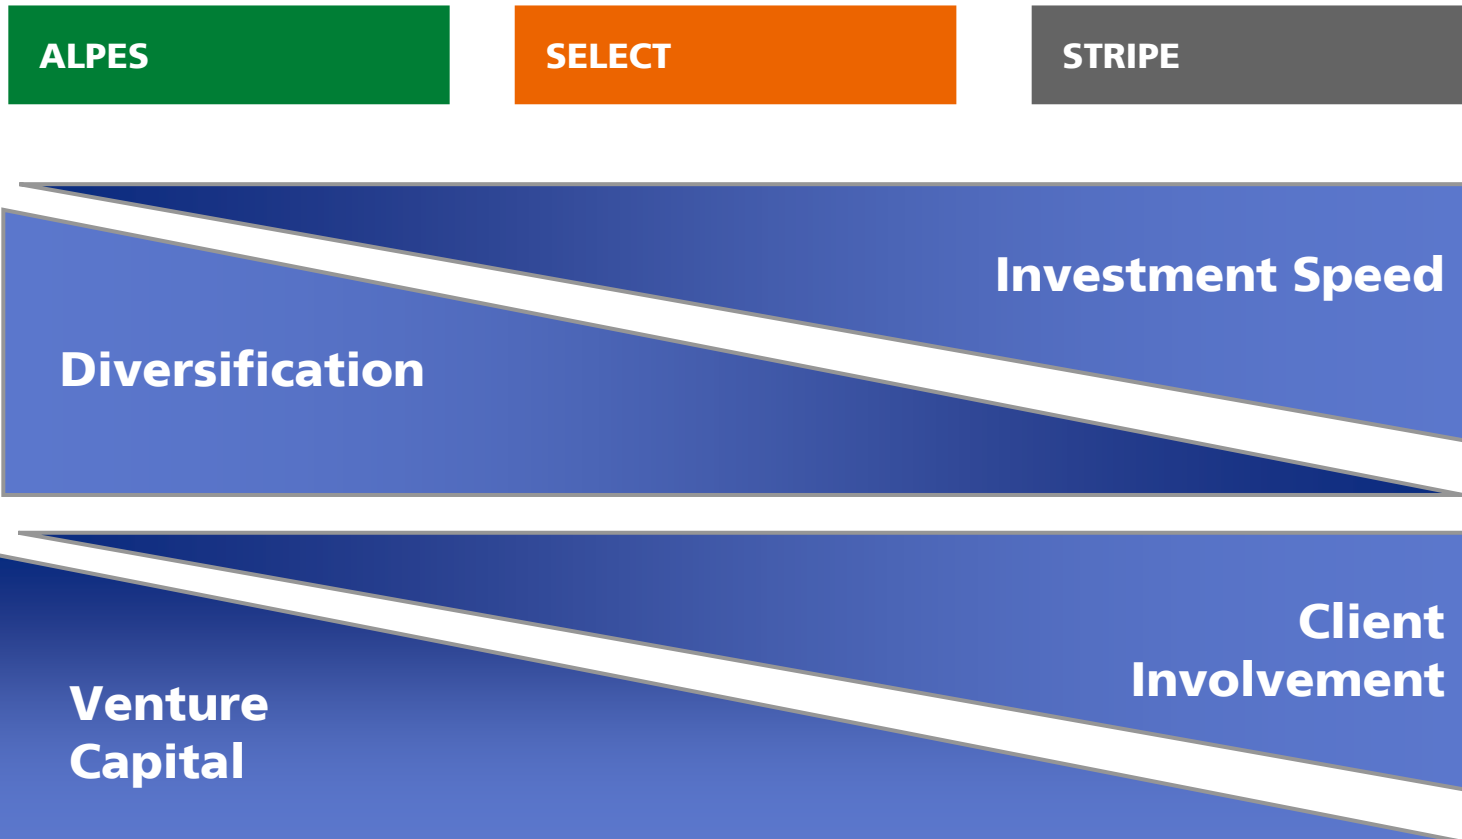 ALPES
SELECT
STRIPE
Investment Speed
Diversification
Client
Involvement
Venture
Capital